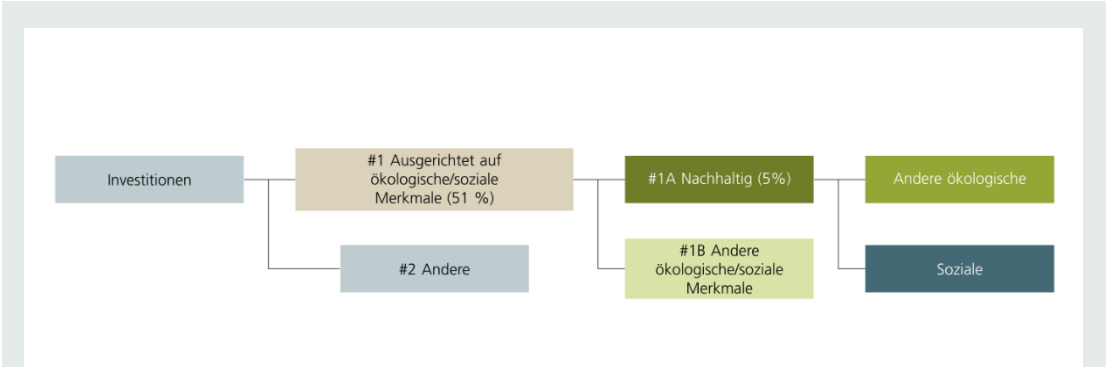 Investitionen
#1 Ausgerichtet auf
ökologische/soziale
Merkmale (51 %)
#1A Nachhaltig (5%)
Andere ökologische
#2 Andere
#1B Andere
ökologische/soziale
Merkmale
Soziale